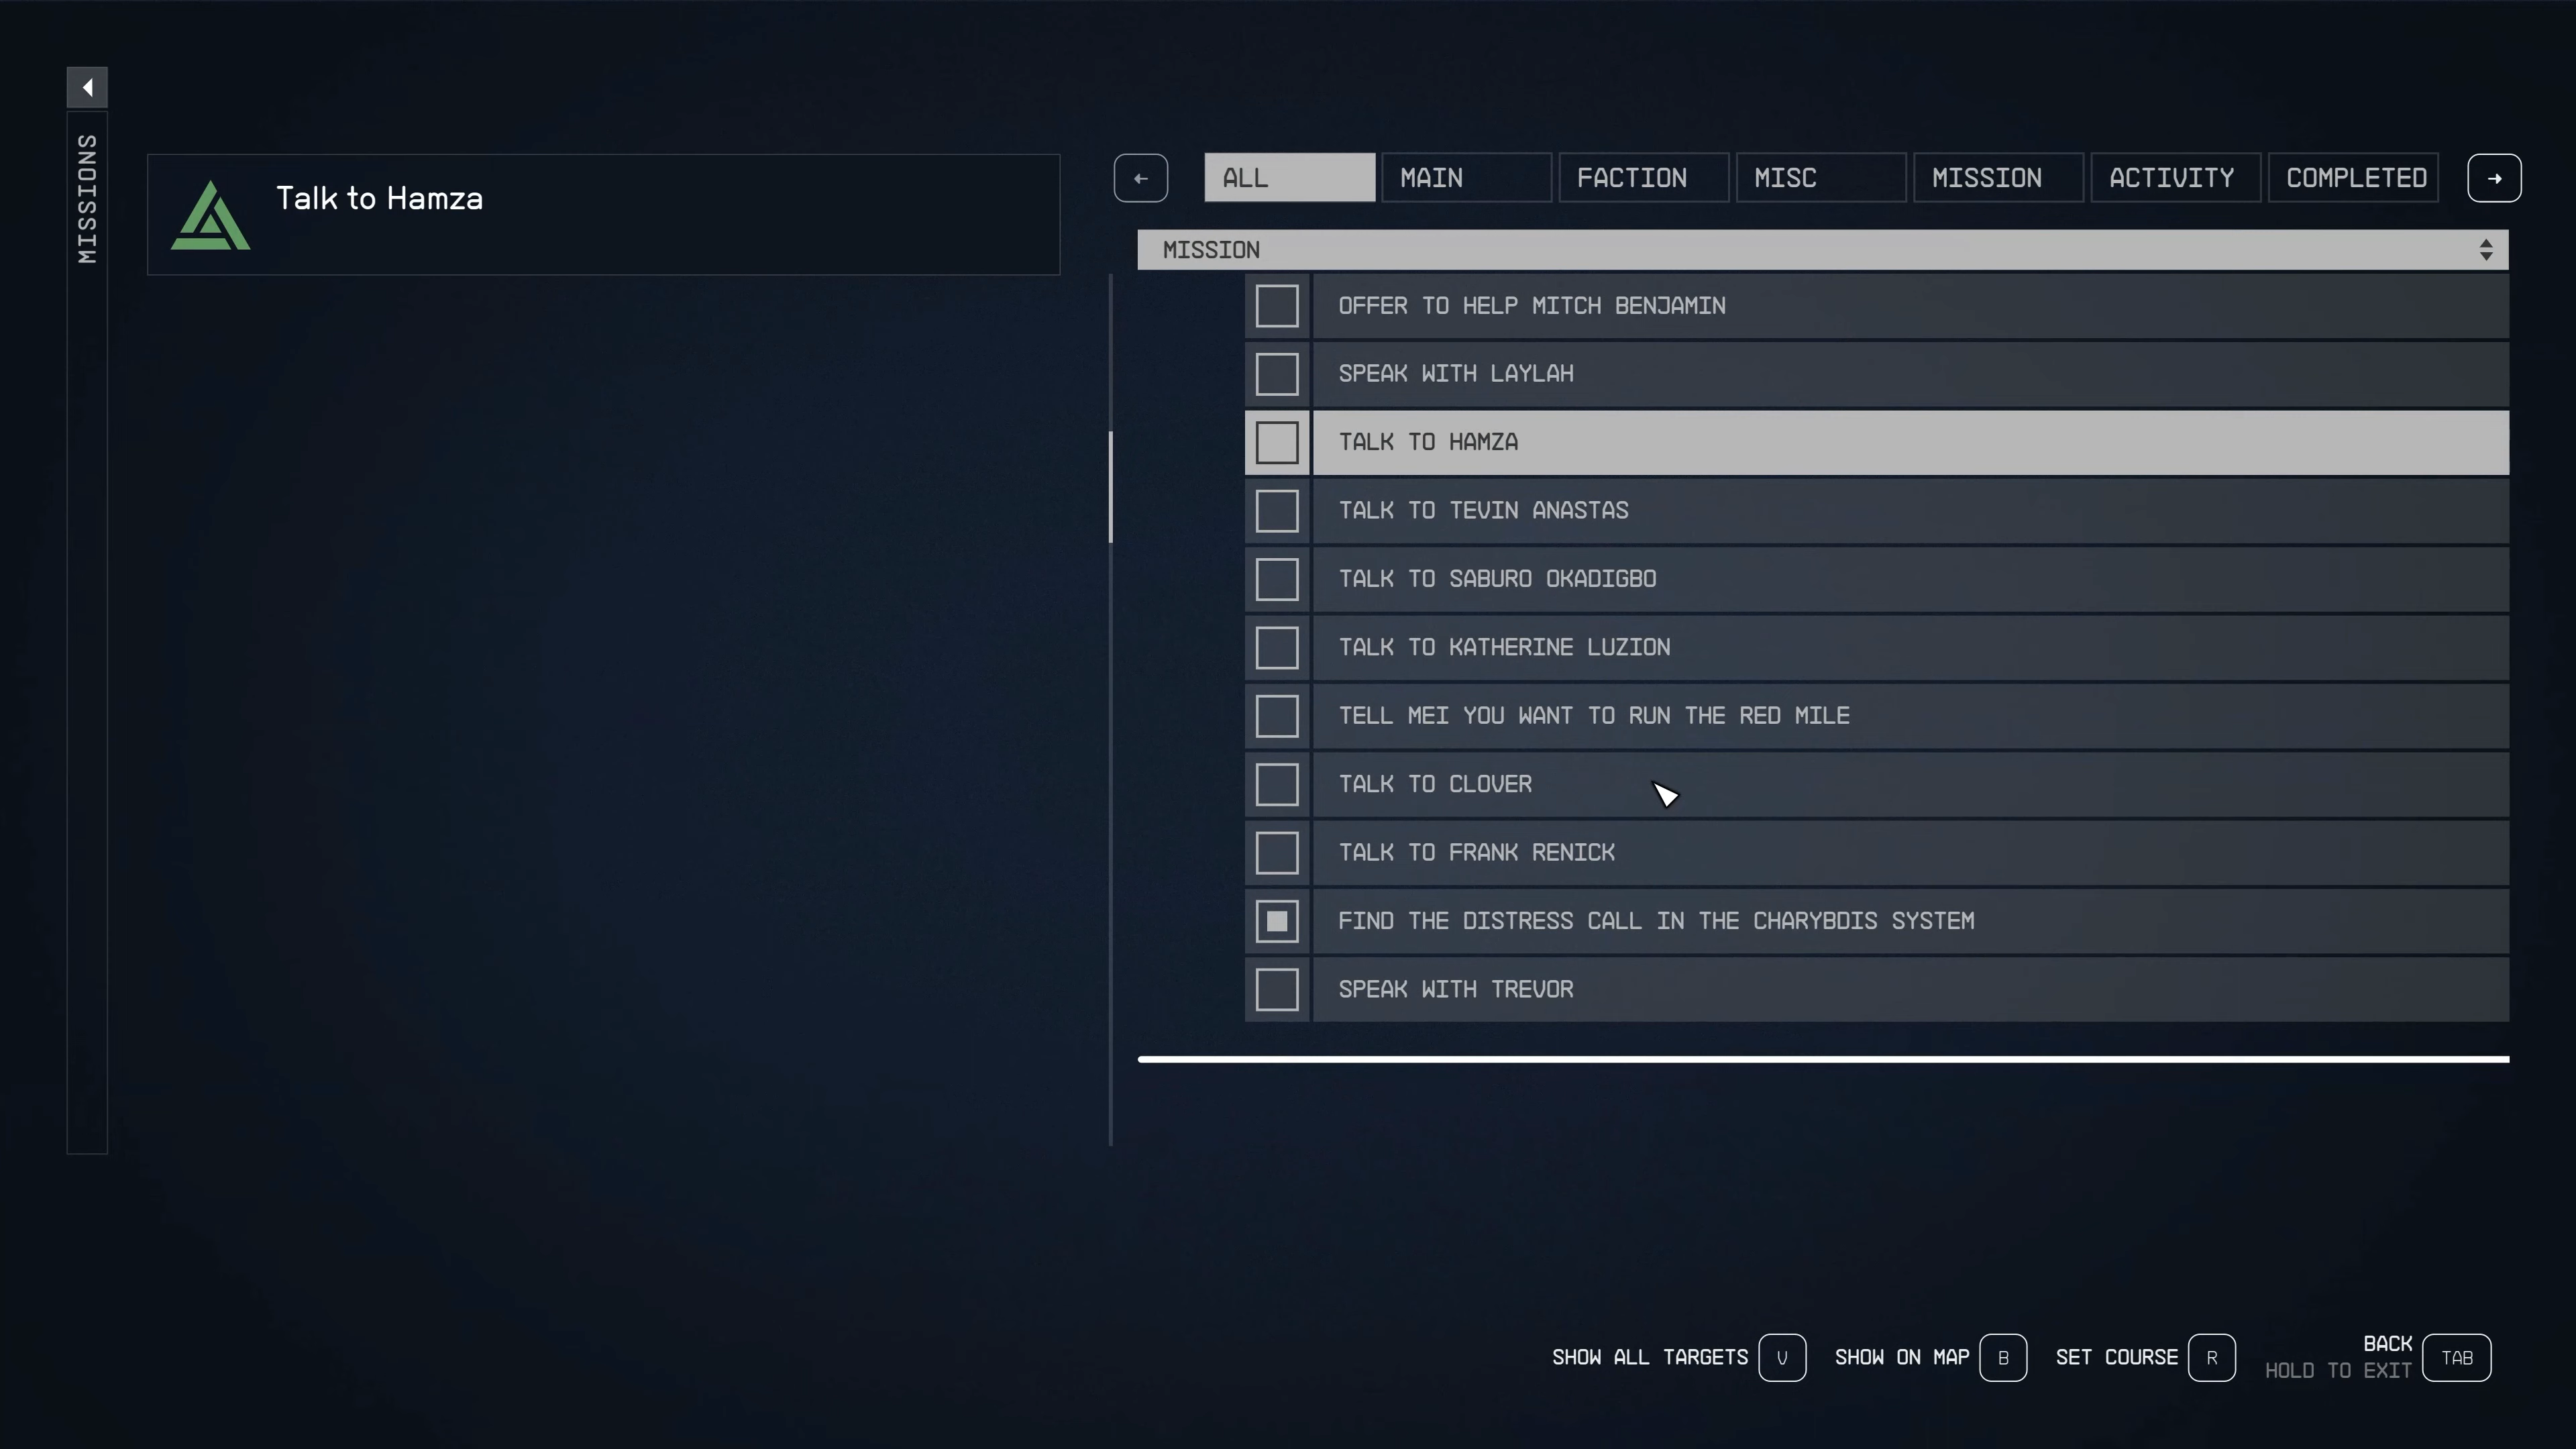 MISSIONS
Talk to Hamza
ALL
MAIN
FACTION
MISC
MISSION
ACTIVITY
COMPLETED
MISSION
OFFER TO HELP MITCH BENJAMIN
SPEAK WITH LAYLAH
TALK TO HAMZA
TALK TO TEVIN ANASTAS
TALK TO SABURO OKADIGBO
TALK TO KATHERINE LUZION
TELL MEI YOU WANT TO RUN THE RED MILE
TALK TO CLOVER
TALK TO FRANK RENICK
FIND THE DISTRESS CALL IN THE CHARYBDIS SYSTEM
SPEAK WITH TREVOR
SHOW ALL TARGETS V
SHOW ON MAP B
SET COURSE R
BACK
HOLD TO EXIT
TAB